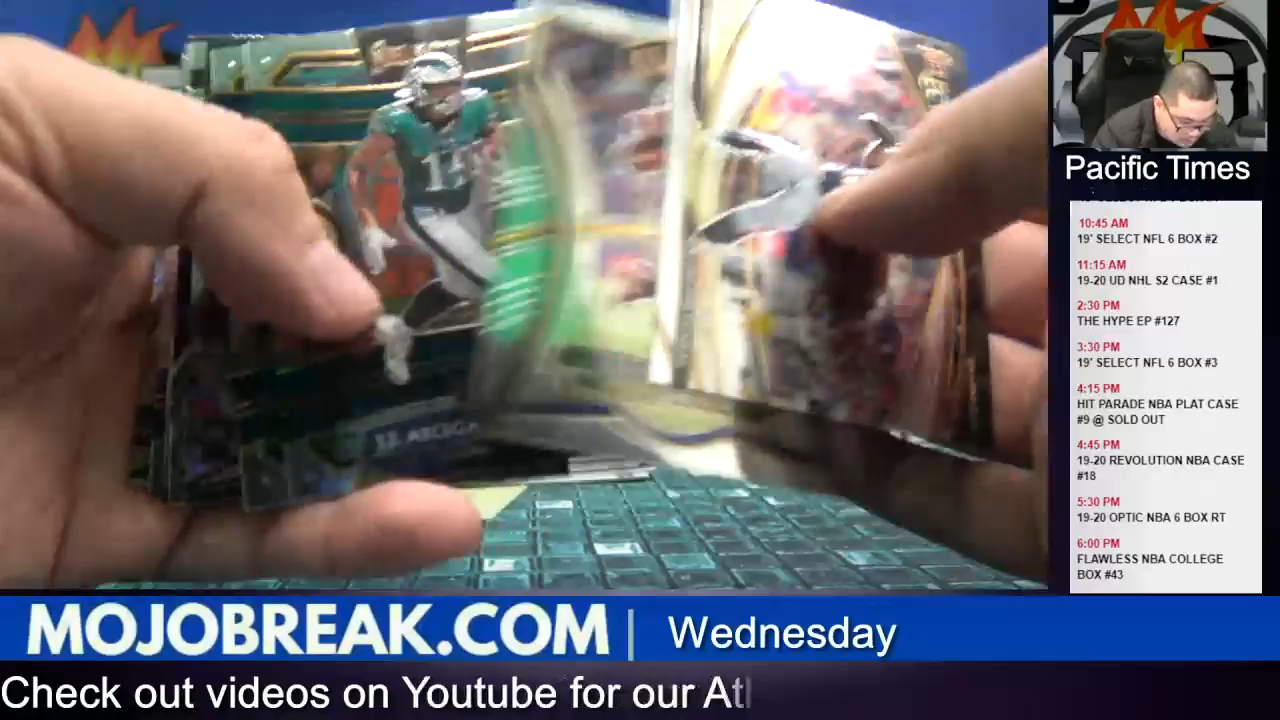 Pacific Times
10:45 AM
19' SELECT NFL 6 BOX #2
11:15 AM
19-20 UD NHL S2 CASE #1
2:30 PM
THE HYPE EP #127
3:30 PM
19' SELECT NFL 6 BOX #3
4:15 PM
HIT PARADE NBA PLAT CASE
#9 @ SOLD OUT
4:45 PM
19-20 REVOLUTION NBA CASE
#18
5:30 PM
19-20 OPTIC NBA 6 BOX RT
6:00 PM
FLAWLESS NBA COLLEGE
BOX #43
MOJOBREAK.COM | Wednesday
Check out videos on Youtube for our Atl